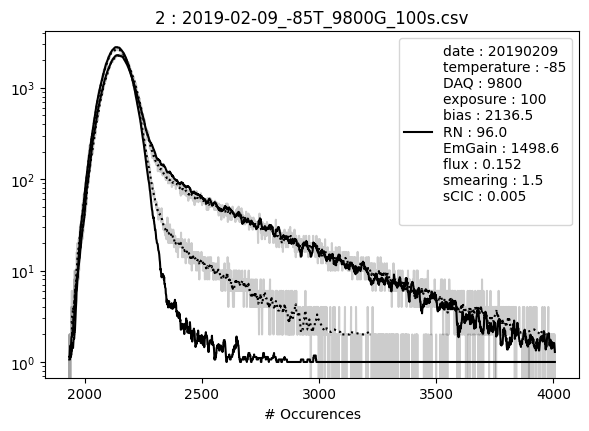 2 : 2019-02-09_-85T_9800G_100s.csv
date : 20190209
temperature : -85
DAQ : 9800
exposure : 100
bias : 2136.5
RN : 96.0
EmGain : 1498.6
flux : 0.152
smearing : 1.5
sCIC : 0.005
10³
10²
10¹
10⁰
2000 2500 3000 3500 4000
# Occurences